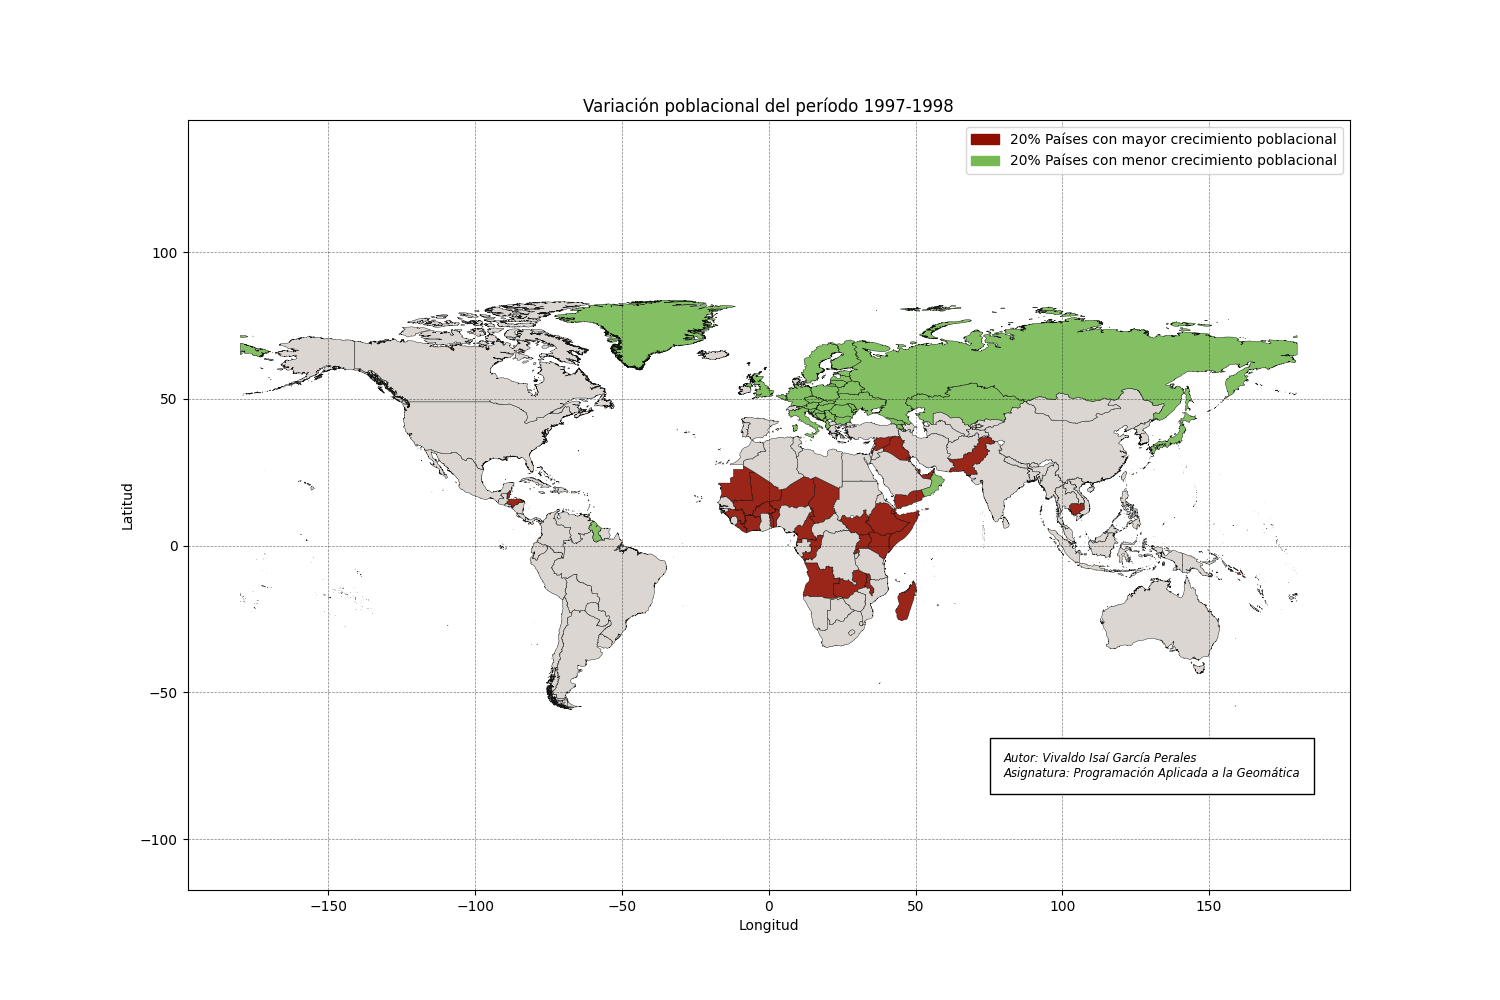 Variación poblacional del período 1997-1998
20% Países con mayor crecimiento poblacional
20% Países con menor crecimiento poblacional
100
50
0
−50
−100
Latitud
Autor: Vivaldo Isaí García Perales
Asignatura: Programación Aplicada a la Geomática
−150
−100
−50
0
50
100
150
Longitud